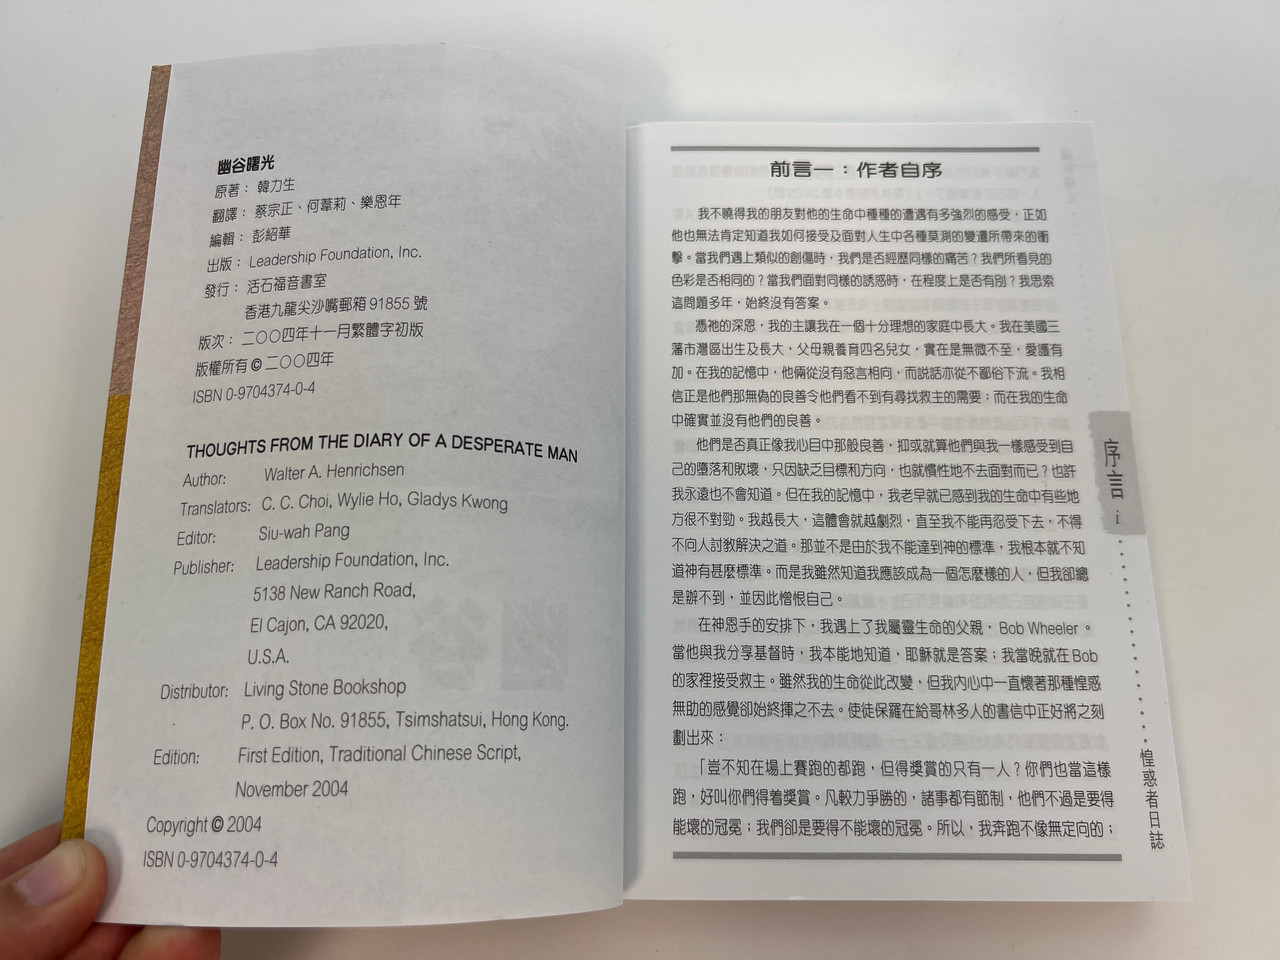 幽谷曙光
原著： 韓力生
翻譯： 蔡宗正、何葦莉、樂恩年
編輯： 彭紹華
出版： Leadership Foundation, Inc.
發行： 活石福音書室
香港九龍尖沙嘴郵箱 91855 號
版次： 二〇〇四年十一月繁體字初版
版權所有 © 二〇〇四年
ISBN 0-9704374-0-4
THOUGHTS FROM THE DIARY OF A DESPERATE MAN
Author: Walter A. Henrichsen
Translators: C. C. Choi, Wylie Ho, Gladys Kwong
Editor: Siu-wah Pang
Publisher: Leadership Foundation, Inc.
5138 New Ranch Road,
El Cajon, CA 92020,
U.S.A.
Distributor: Living Stone Bookshop
P. O. Box No. 91855, Tsimshatsui, Hong Kong.
Edition: First Edition, Traditional Chinese Script,
November 2004
Copyright © 2004
ISBN 0-9704374-0-4
前言一：作者自序
我不曉得我的朋友對他的生命中種種的遭遇有多強烈的感受，正如
他也無法肯定知道我如何接受及面對人生中各種莫測的變遷所帶來的衝
擊。當我們遇上類似的創傷時，我們是否經歷同樣的痛苦？我們所看見的
色彩是否相同的？當我們面對同樣的誘惑時，在程度上是否有別？我思索
這問題多年，始終沒有答案。
憑祂的深恩，我的主讓我在一個十分理想的家庭中長大。我在美國三
藩市灣區出生及長大，父母親養育四名兒女，實在是無微不至，愛護有
加。在我的記憶中，他倆從沒有惡言相向，而說話亦從不鄙俗下流。我相
信正是他們那無偽的良善令他們看不到有尋找救主的需要；而在我的生命
中確實並沒有他們的良善。
他們是否真正像我心目中那般良善，抑或就算他們與我一樣感受到自
己的墮落和敗壞，只因缺乏目標和方向，也就慣性地不去面對而已？也許
我永遠也不會知道。但在我的記憶中，我老早就已感到我的生命中有些地
方很不對勁。我越長大，這體會就越劇烈，直至我不能再忍受下去，不得
不向人討教解決之道。那並不是由於我不能達到神的標準，我根本就不知
道神有甚麼標準。而是我雖然知道我應該成為一個怎麼樣的人，但我卻總
是辦不到，並因此憎恨自己。
在神恩手的安排下，我遇上了我屬靈生命的父親，Bob Wheeler。
當他與我分享基督時，我本能地知道，耶穌就是答案；我當晚就在 Bob
的家裡接受救主。雖然我的生命從此改變，但我內心中一直懷著那種惶惑
無助的感覺卻始終揮之不去。使徒保羅在給哥林多人的書信中正好將之刻
劃出來：
「豈不知在場上賽跑的都跑，但得獎賞的只有一人？你們也當這樣
跑，好叫你們得着獎賞。凡較力爭勝的，諸事都有節制，他們不過是要得
能壞的冠冕；我們卻是要得不能壞的冠冕。所以，我奔跑不像無定向的；
序言 i
惶惑者日誌